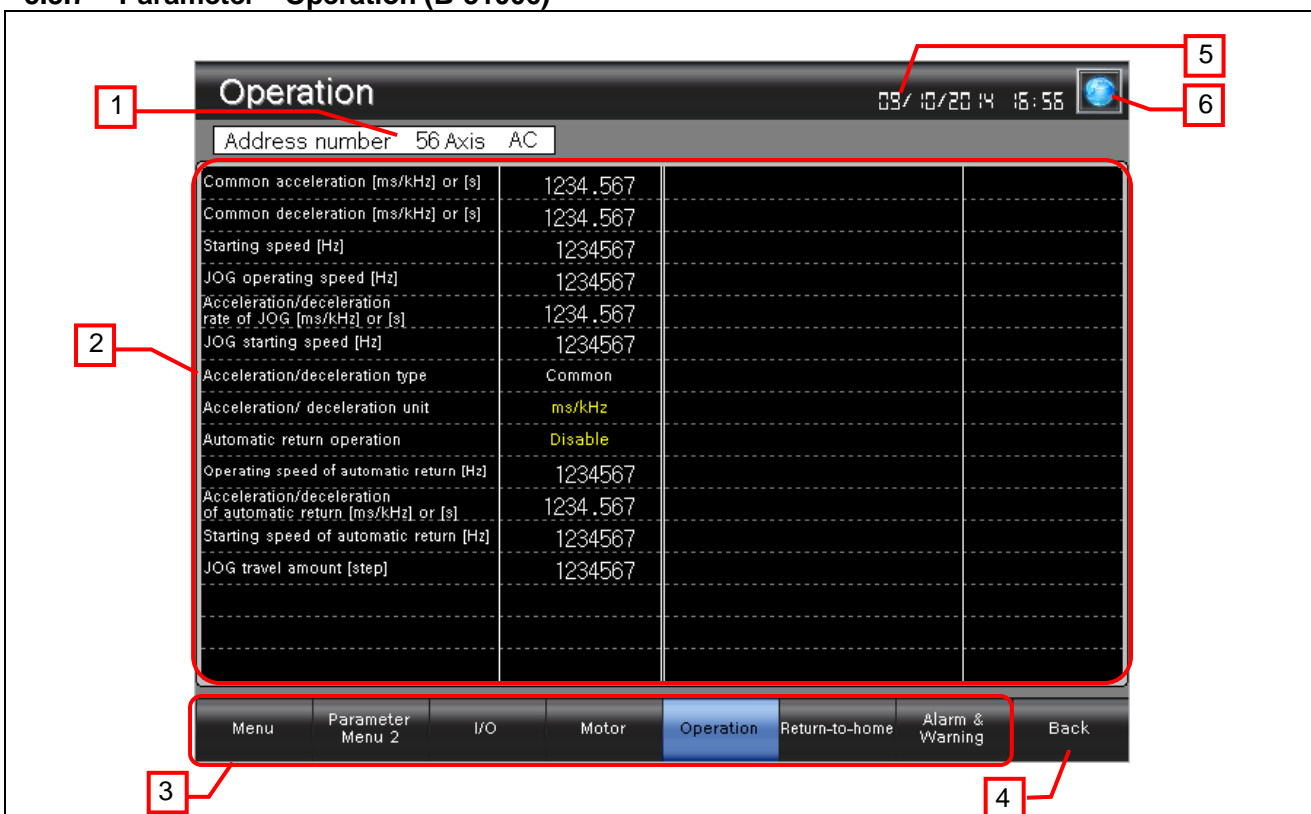 Operation
09/10/2014 16:56
Address number 56 Axis AC
Common acceleration [ms/kHz] or [s] 1234.567
Common deceleration [ms/kHz] or [s] 1234.567
Starting speed [Hz] 1234567
JOG operating speed [Hz] 1234567
Acceleration/deceleration
rate of JOG [ms/kHz] or [s] 1234.567
JOG starting speed [Hz] 1234567
Acceleration/deceleration type Common
Acceleration/ deceleration unit ms/kHz
Automatic return operation Disable
Operating speed of automatic return [Hz] 1234567
Acceleration/deceleration
of automatic return [ms/kHz] or [s] 1234.567
Starting speed of automatic return [Hz] 1234567
JOG travel amount [step] 1234567
Menu
Parameter
Menu 2
I/O
Motor
Operation
Return-to-home
Alarm &
Warning
Back
1
2
3
4
5
6